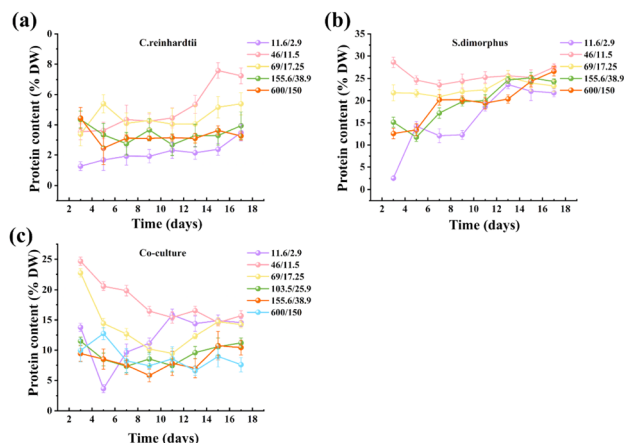 (a)
C.reinhardtii
11.6/2.9
46/11.5
69/17.25
155.6/38.9
600/150
Protein content (% DW)
8
6
4
2
0
2 4 6 8 10 12 14 16 18
Time (days)
(b)
S.dimorphus
11.6/2.9
46/11.5
69/17.25
155.6/38.9
600/150
Protein content (% DW)
40
35
30
25
20
15
10
5
0
2 4 6 8 10 12 14 16 18
Time (days)
(c)
Co-culture
11.6/2.9
46/11.5
69/17.25
103.5/25.9
155.6/38.9
600/150
Protein content (% DW)
25
20
15
10
5
0
2 4 6 8 10 12 14 16 18
Time (days)